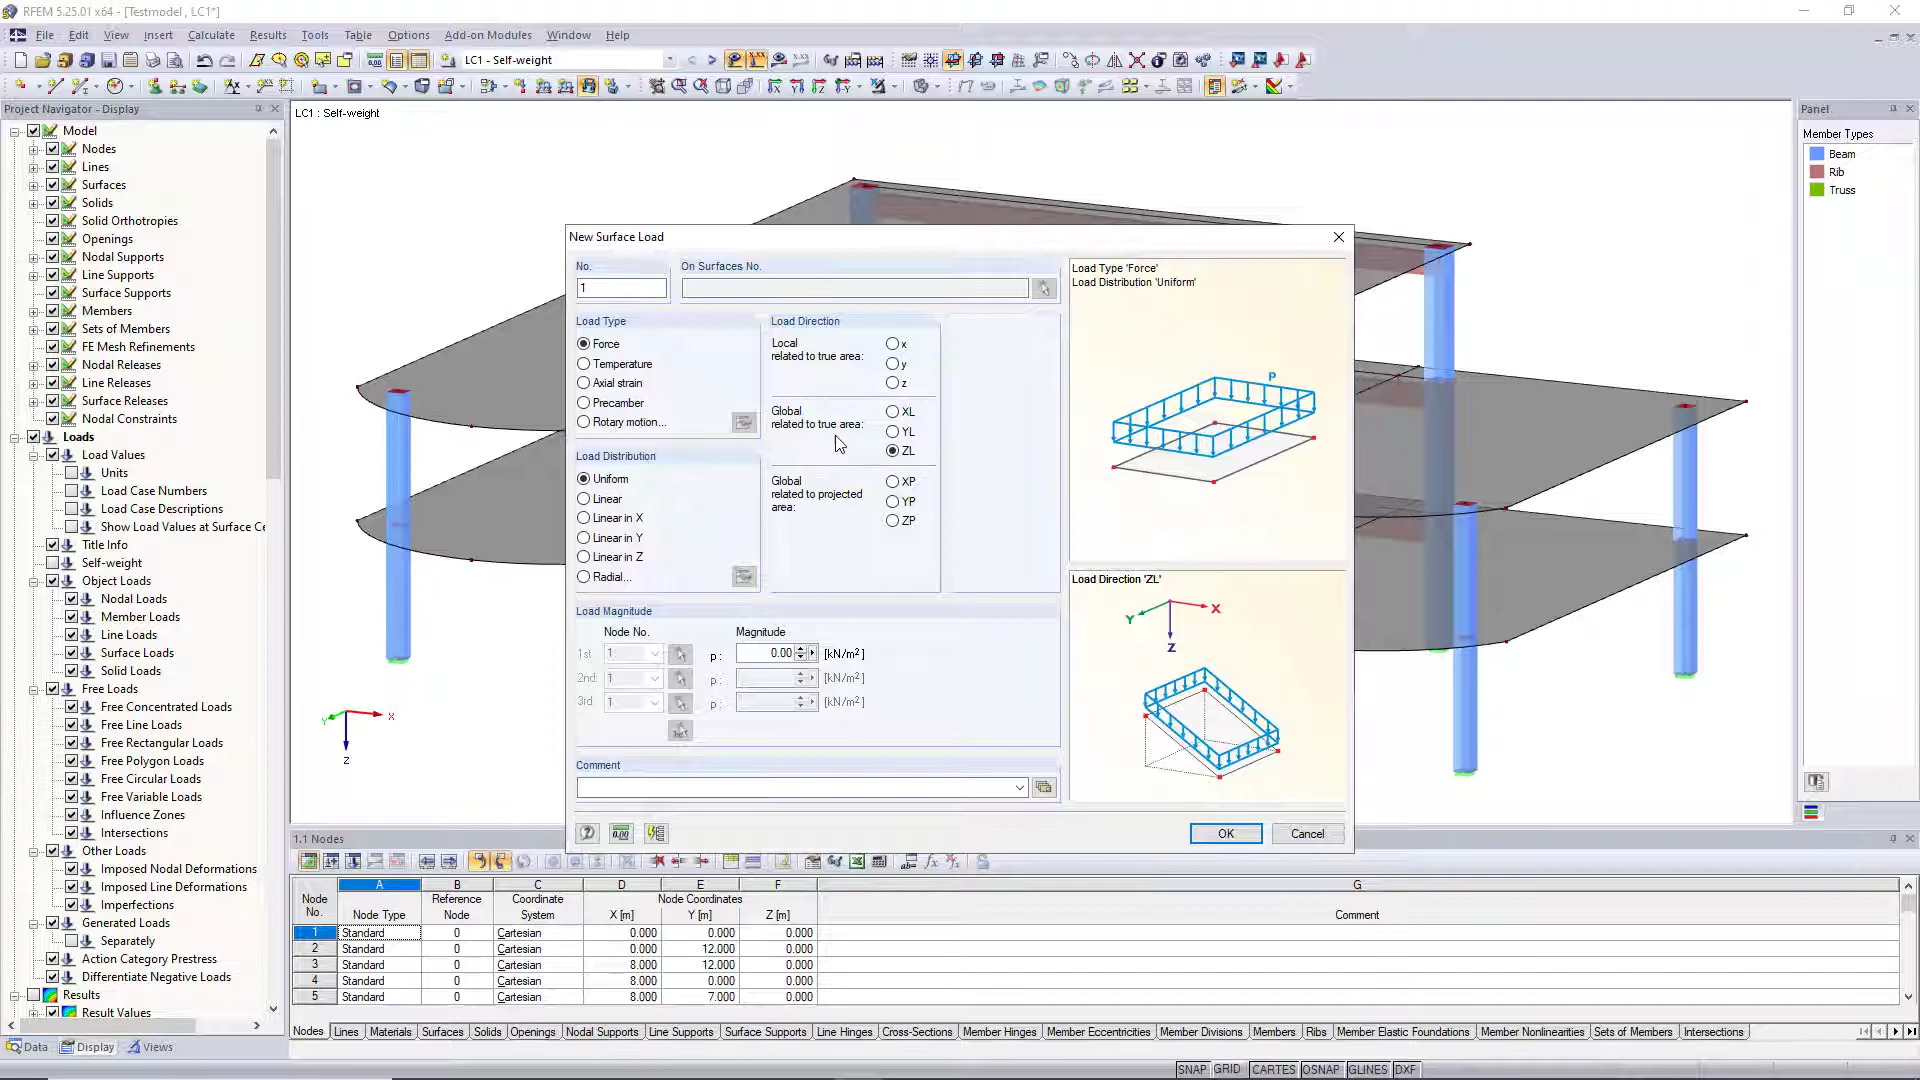 RFEM 5.25.01 x64 - [Testmodel , LC1*]
File Edit View Insert Calculate Results Tools Table Options Add-on Modules Window Help
LC1 - Self-weight
Project Navigator - Display
Model
Nodes
Lines
Surfaces
Solids
Solid Orthotropies
Openings
Nodal Supports
Line Supports
Surface Supports
Members
Sets of Members
FE Mesh Refinements
Nodal Releases
Line Releases
Surface Releases
Nodal Constraints
Loads
Load Values
Units
Load Case Numbers
Load Case Descriptions
Show Load Values at Surface Ce
Title Info
Self-weight
Object Loads
Nodal Loads
Member Loads
Line Loads
Surface Loads
Solid Loads
Free Loads
Free Concentrated Loads
Free Line Loads
Free Rectangular Loads
Free Polygon Loads
Free Circular Loads
Free Variable Loads
Influence Zones
Intersections
Other Loads
Imposed Nodal Deformations
Imposed Line Deformations
Imperfections
Generated Loads
Separately
Action Category Prestress
Differentiate Negative Loads
Results
Result Values
Data Display Views
LC1 : Self-weight
Y X
Z
New Surface Load
No. On Surfaces No.
1
Load Type
Force
Temperature
Axial strain
Precamber
Rotary motion...
Load Direction
Local
related to true area:
x
y
z
Global
related to true area:
XL
YL
ZL
Global
related to projected
area:
XP
YP
ZP
Load Distribution
Uniform
Linear
Linear in X
Linear in Y
Linear in Z
Radial...
Load Magnitude
Node No. Magnitude
1st 1 p : 0.00 [kN/m²]
2nd: 1 p : [kN/m²]
3rd. 1 p : [kN/m²]
Comment
Load Type 'Force'
Load Distribution 'Uniform'
P
Load Direction 'ZL'
Y X
Z
OK Cancel
Panel
Member Types
Beam
Rib
Truss
1.1 Nodes
A B C D E F G
Node Reference Coordinate Node Coordinates
No. Node Type Node System X [m] Y [m] Z [m] Comment
1 Standard 0 Cartesian 0.000 0.000 0.000
2 Standard 0 Cartesian 0.000 12.000 0.000
3 Standard 0 Cartesian 8.000 12.000 0.000
4 Standard 0 Cartesian 8.000 0.000 0.000
5 Standard 0 Cartesian 8.000 7.000 0.000
Nodes Lines Materials Surfaces Solids Openings Nodal Supports Line Supports Surface Supports Line Hinges Cross-Sections Member Hinges Member Eccentricities Member Divisions Members Ribs Member Elastic Foundations Member Nonlinearities Sets of Members Intersections
SNAP GRID CARTES OSNAP GLINES DXF